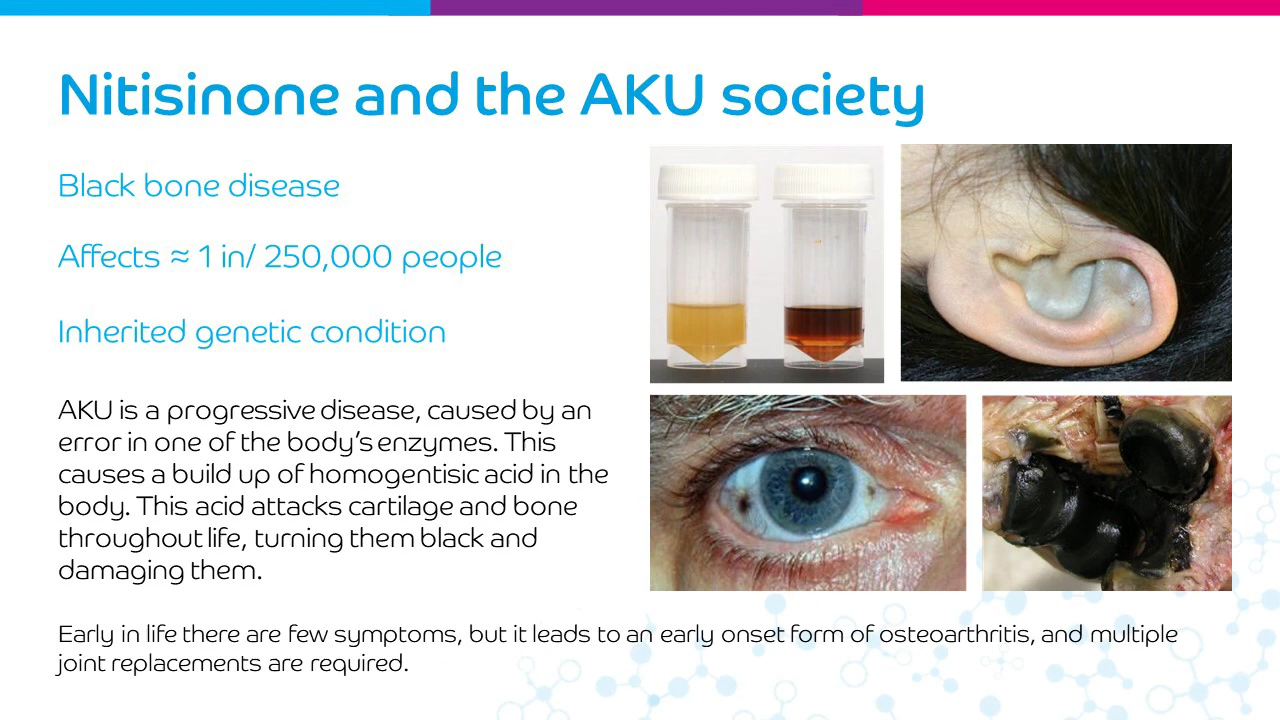 Nitisinone and the AKU society
Black bone disease
Affects ≈ 1 in/ 250,000 people
Inherited genetic condition
AKU is a progressive disease, caused by an
error in one of the body's enzymes. This
causes a build up of homogentisic acid in the
body. This acid attacks cartilage and bone
throughout life, turning them black and
damaging them.
Early in life there are few symptoms, but it leads to an early onset form of osteoarthritis, and multiple
joint replacements are required.